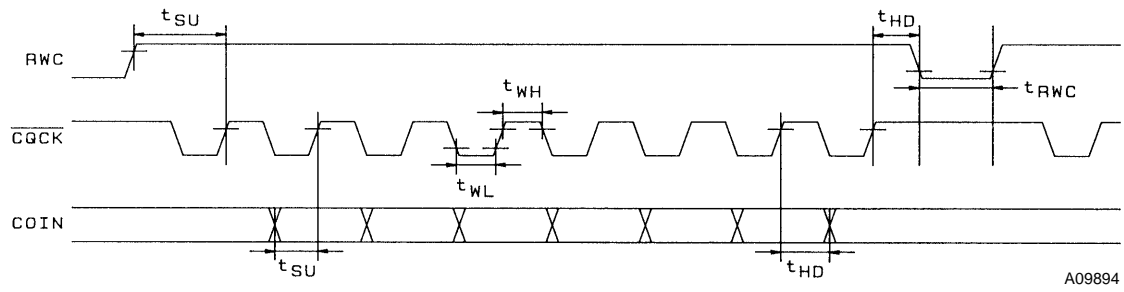 tSU
tHD
RWC
tWH
tRWC
CQCK
tWL
COIN
tSU
tHD
A09894